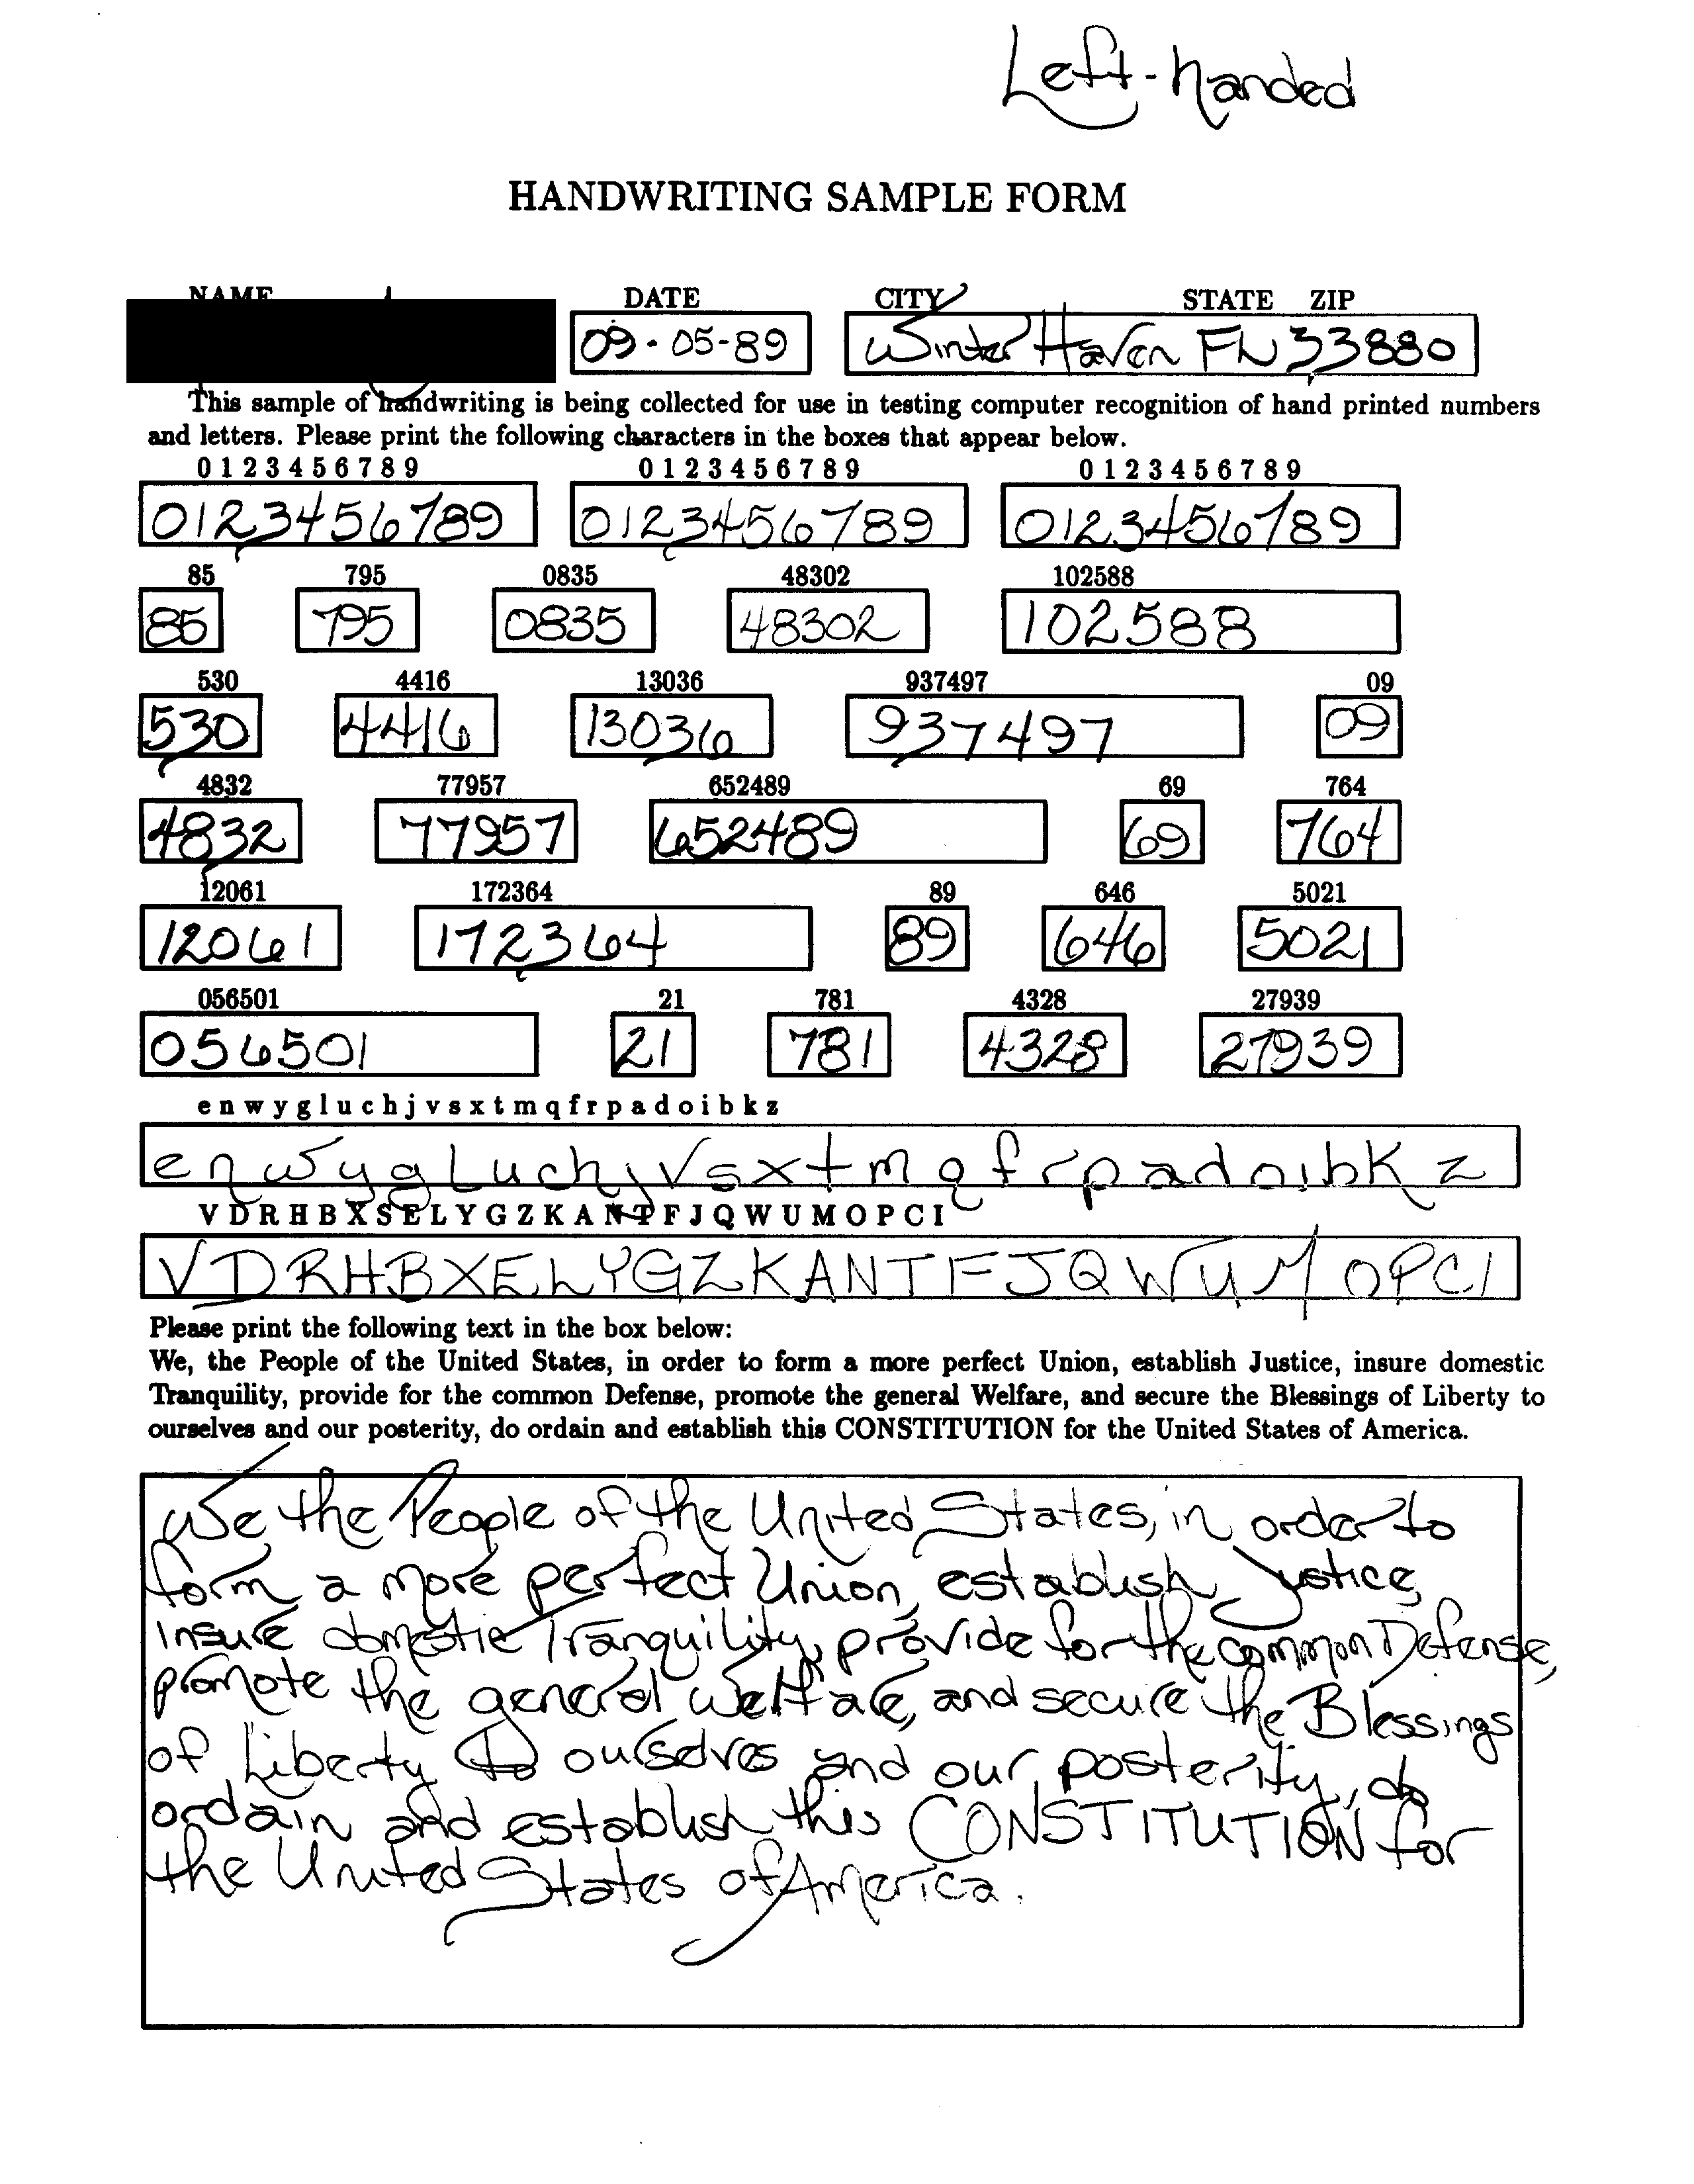 Left-handed
HANDWRITING SAMPLE FORM
NAME DATE CITY STATE ZIP
09-05-89 Winter Haven FL 33880
This sample of handwriting is being collected for use in testing computer recognition of hand printed numbers
and letters. Please print the following characters in the boxes that appear below.
0 1 2 3 4 5 6 7 8 9 0 1 2 3 4 5 6 7 8 9 0 1 2 3 4 5 6 7 8 9
0123456789 0123456789 0123456789
85 795 0835 48302 102588
85 795 0835 48302 102588
530 4416 13036 937497 09
530 4416 13036 937497 09
4832 77957 652489 69 764
4832 77957 652489 69 764
12061 172364 89 646 5021
12061 172364 89 646 5021
056501 21 781 4328 27939
056501 21 781 4328 27939
e n w y g l u c h j v s x t m q f r p a d o i b k z
e n w y g L u c h j v s x t m q f r p a d o i b K z
V D R H B X S E L Y G Z K A N T F J Q W U M O P C I
V D R H B X E L Y G Z K A N T F J Q W U M O P C I
Please print the following text in the box below:
We, the People of the United States, in order to form a more perfect Union, establish Justice, insure domestic
Tranquility, provide for the common Defense, promote the general Welfare, and secure the Blessings of Liberty to
ourselves and our posterity, do ordain and establish this CONSTITUTION for the United States of America.
We the People of the United States, in order to
form a more perfect Union, establish Justice,
insure domestic Tranquility, provide for the common Defense,
promote the general Welfare, and secure the Blessings
of Liberty to ourselves and our posterity, do
ordain and establish this CONSTITUTION for
the United States of America.